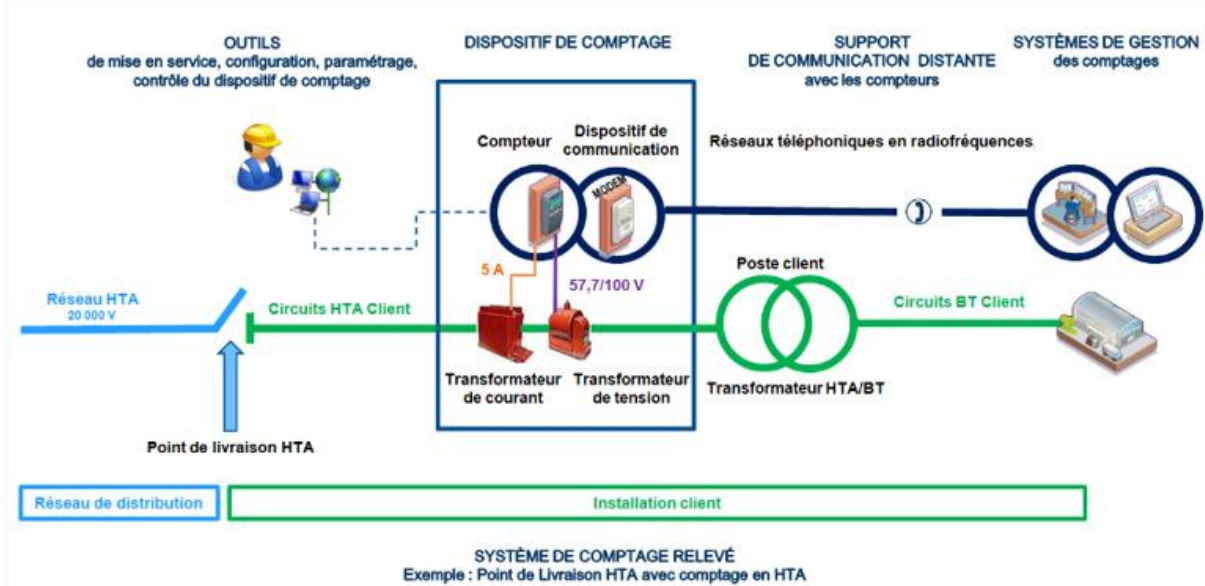 OUTILS
de mise en service, configuration, paramétrage,
contrôle du dispositif de comptage
DISPOSITIF DE COMPTAGE
SUPPORT
DE COMMUNICATION DISTANTE
avec les compteurs
SYSTÈMES DE GESTION
des comptages
Compteur
Dispositif de
communication
Réseaux téléphoniques en radiofréquences
MODEM
5 A
57,7/100 V
Poste client
Réseau HTA
20 000 V
Circuits HTA Client
Circuits BT Client
Transformateur
de courant
Transformateur
de tension
Transformateur HTA/BT
Point de livraison HTA
Réseau de distribution
Installation client
SYSTÈME DE COMPTAGE RELEVÉ
Exemple : Point de Livraison HTA avec comptage en HTA